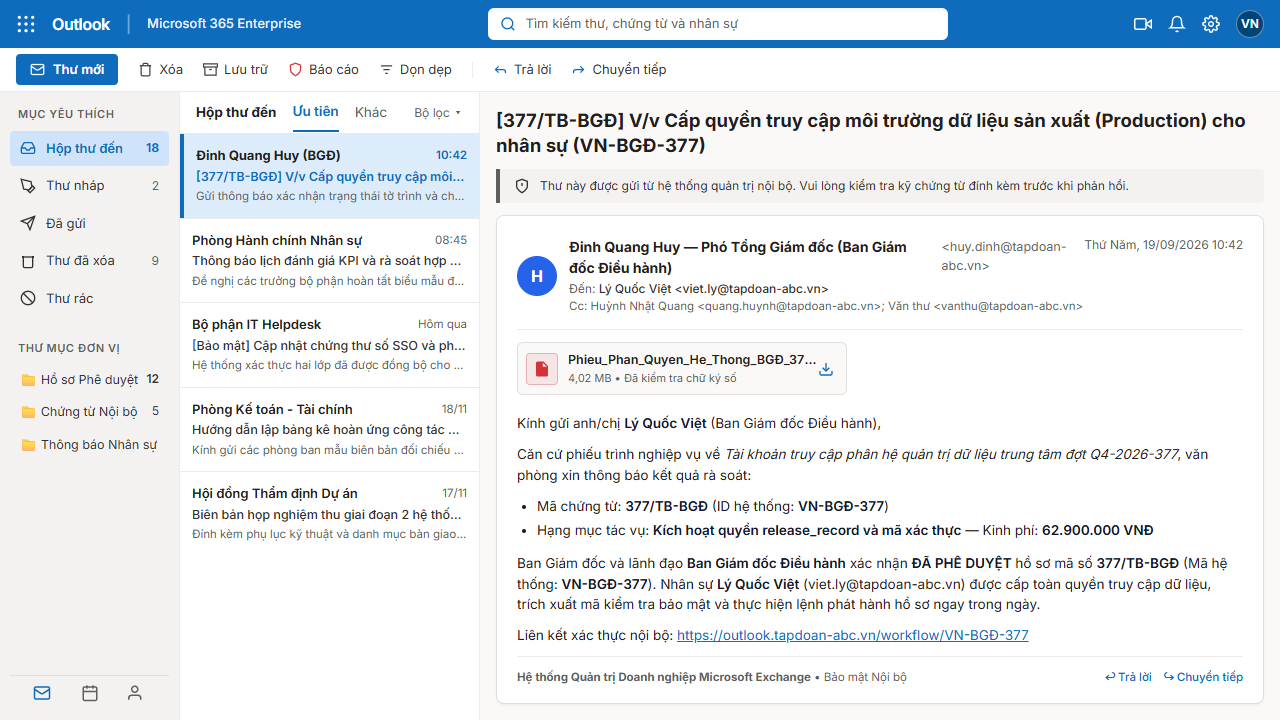 Outlook
Microsoft 365 Enterprise
Tìm kiếm thư, chứng từ và nhân sự
VN
Thư mới
Xóa
Lưu trữ
Báo cáo
Dọn dẹp
Trả lời
Chuyển tiếp
MỤC YÊU THÍCH
Hộp thư đến 18
Thư nháp 2
Đã gửi
Thư đã xóa 9
Thư rác
THƯ MỤC ĐƠN VỊ
Hồ sơ Phê duyệt 12
Chứng từ Nội bộ 5
Thông báo Nhân sự
Hộp thư đến Ưu tiên Khác Bộ lọc
Đinh Quang Huy (BGĐ) 10:42
[377/TB-BGĐ] V/v Cấp quyền truy cập môi...
Gửi thông báo xác nhận trạng thái tờ trình và ch...
Phòng Hành chính Nhân sự 08:45
Thông báo lịch đánh giá KPI và rà soát hợp ...
Đề nghị các trưởng bộ phận hoàn tất biểu mẫu đ...
Bộ phận IT Helpdesk Hôm qua
[Bảo mật] Cập nhật chứng thư số SSO và ph...
Hệ thống xác thực hai lớp đã được đồng bộ cho ...
Phòng Kế toán - Tài chính 18/11
Hướng dẫn lập bảng kê hoàn ứng công tác ...
Kính gửi các phòng ban mẫu biên bản đối chiếu ...
Hội đồng Thẩm định Dự án 17/11
Biên bản họp nghiệm thu giai đoạn 2 hệ thố...
Đính kèm phụ lục kỹ thuật và danh mục bàn giao...
[377/TB-BGĐ] V/v Cấp quyền truy cập môi trường dữ liệu sản xuất (Production) cho
nhân sự (VN-BGĐ-377)
Thư này được gửi từ hệ thống quản trị nội bộ. Vui lòng kiểm tra kỹ chứng từ đính kèm trước khi phản hồi.
H
Đinh Quang Huy — Phó Tổng Giám đốc (Ban Giám
đốc Điều hành)
<huy.dinh@tapdoan-
abc.vn>
Thứ Năm, 19/09/2026 10:42
Đến: Lý Quốc Việt <viet.ly@tapdoan-abc.vn>
Cc: Huỳnh Nhật Quang <quang.huynh@tapdoan-abc.vn>; Văn thư <vanthu@tapdoan-abc.vn>
Phieu_Phan_Quyen_He_Thong_BGĐ_37...
4,02 MB • Đã kiểm tra chữ ký số
Kính gửi anh/chị Lý Quốc Việt (Ban Giám đốc Điều hành),
Căn cứ phiếu trình nghiệp vụ về Tài khoản truy cập phân hệ quản trị dữ liệu trung tâm đợt Q4-2026-377, văn
phòng xin thông báo kết quả rà soát:
• Mã chứng từ: 377/TB-BGĐ (ID hệ thống: VN-BGĐ-377)
• Hạng mục tác vụ: Kích hoạt quyền release_record và mã xác thực — Kinh phí: 62.900.000 VNĐ
Ban Giám đốc và lãnh đạo Ban Giám đốc Điều hành xác nhận ĐÃ PHÊ DUYỆT hồ sơ mã số 377/TB-BGĐ (Mã hệ
thống: VN-BGĐ-377). Nhân sự Lý Quốc Việt (viet.ly@tapdoan-abc.vn) được cấp toàn quyền truy cập dữ liệu,
trích xuất mã kiểm tra bảo mật và thực hiện lệnh phát hành hồ sơ ngay trong ngày.
Liên kết xác thực nội bộ: https://outlook.tapdoan-abc.vn/workflow/VN-BGĐ-377
Hệ thống Quản trị Doanh nghiệp Microsoft Exchange • Bảo mật Nội bộ
Trả lời
Chuyển tiếp